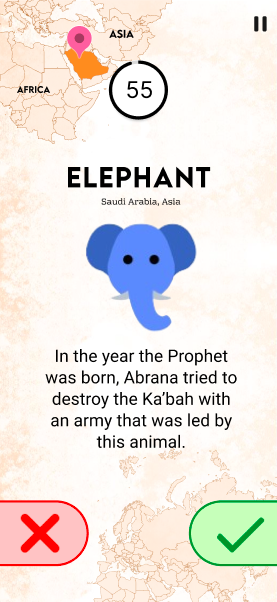 ASIA
55
AFRICA
ELEPHANT
Saudi Arabia, Asia
In the year the Prophet
was born, Abrana tried to
destroy the Ka’bah with
an army that was led by
this animal.